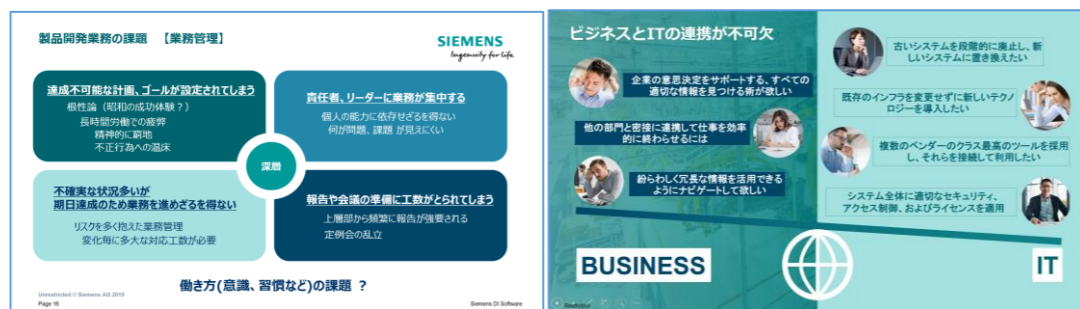 製品開発業務の課題 【業務管理】
SIEMENS
Ingenuity for life
達成不可能な計画、ゴールが設定されてしまう
根性論（昭和の成功体験？）
長時間労働での疲弊
精神的に窮地
不正行為への温床
責任者、リーダーに業務が集中する
個人の能力に依存せざるを得ない
何が問題、課題 が見えにくい
深層
不確実な状況多いが
期日達成のため業務を進めざるを得ない
リスクを多く抱えた業務管理
変化毎に多大な対応工数が必要
報告や会議の準備に工数がとられてしまう
上層部から頻繁に報告が強要される
定例会の乱立
働き方(意識、習慣など)の課題 ？
Unrestricted © Siemens AG 2019
Page 16
Siemens DI Software
ビジネスとITの連携が不可欠
企業の意思決定をサポートする、すべての
適切な情報を見つける術が欲しい
他の部門と密接に連携して仕事を効率
的に終わらせるには
紛らわしく冗長な情報を活用できる
ようにナビゲートして欲しい
古いシステムを段階的に廃止し、新
しいシステムに置き換えたい
既存のインフラを変更せずに新しいテクノ
ロジーを導入したい
複数のベンダーのクラス最高のツールを採用
し、それらを接続して利用したい
システム全体に適切なセキュリティ、
アクセス制御、およびライセンスを適用
BUSINESS
IT